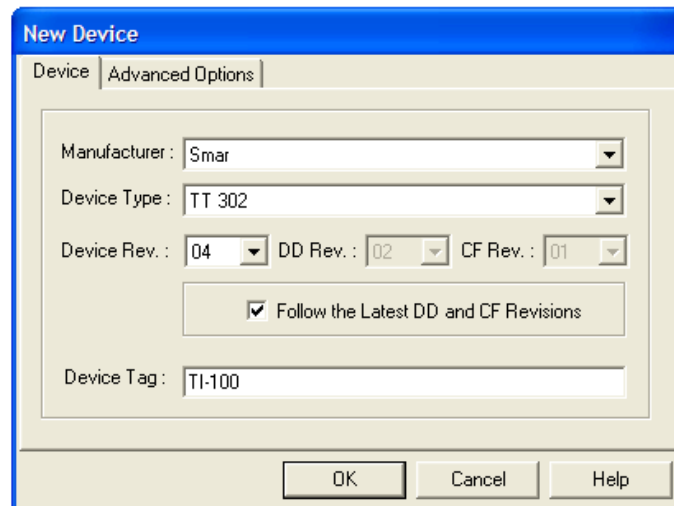 New Device
Device Advanced Options
Manufacturer : Smar
Device Type : TT 302
Device Rev. : 04 DD Rev. : 02 CF Rev. : 01
Follow the Latest DD and CF Revisions
Device Tag : TI-100
OK Cancel Help